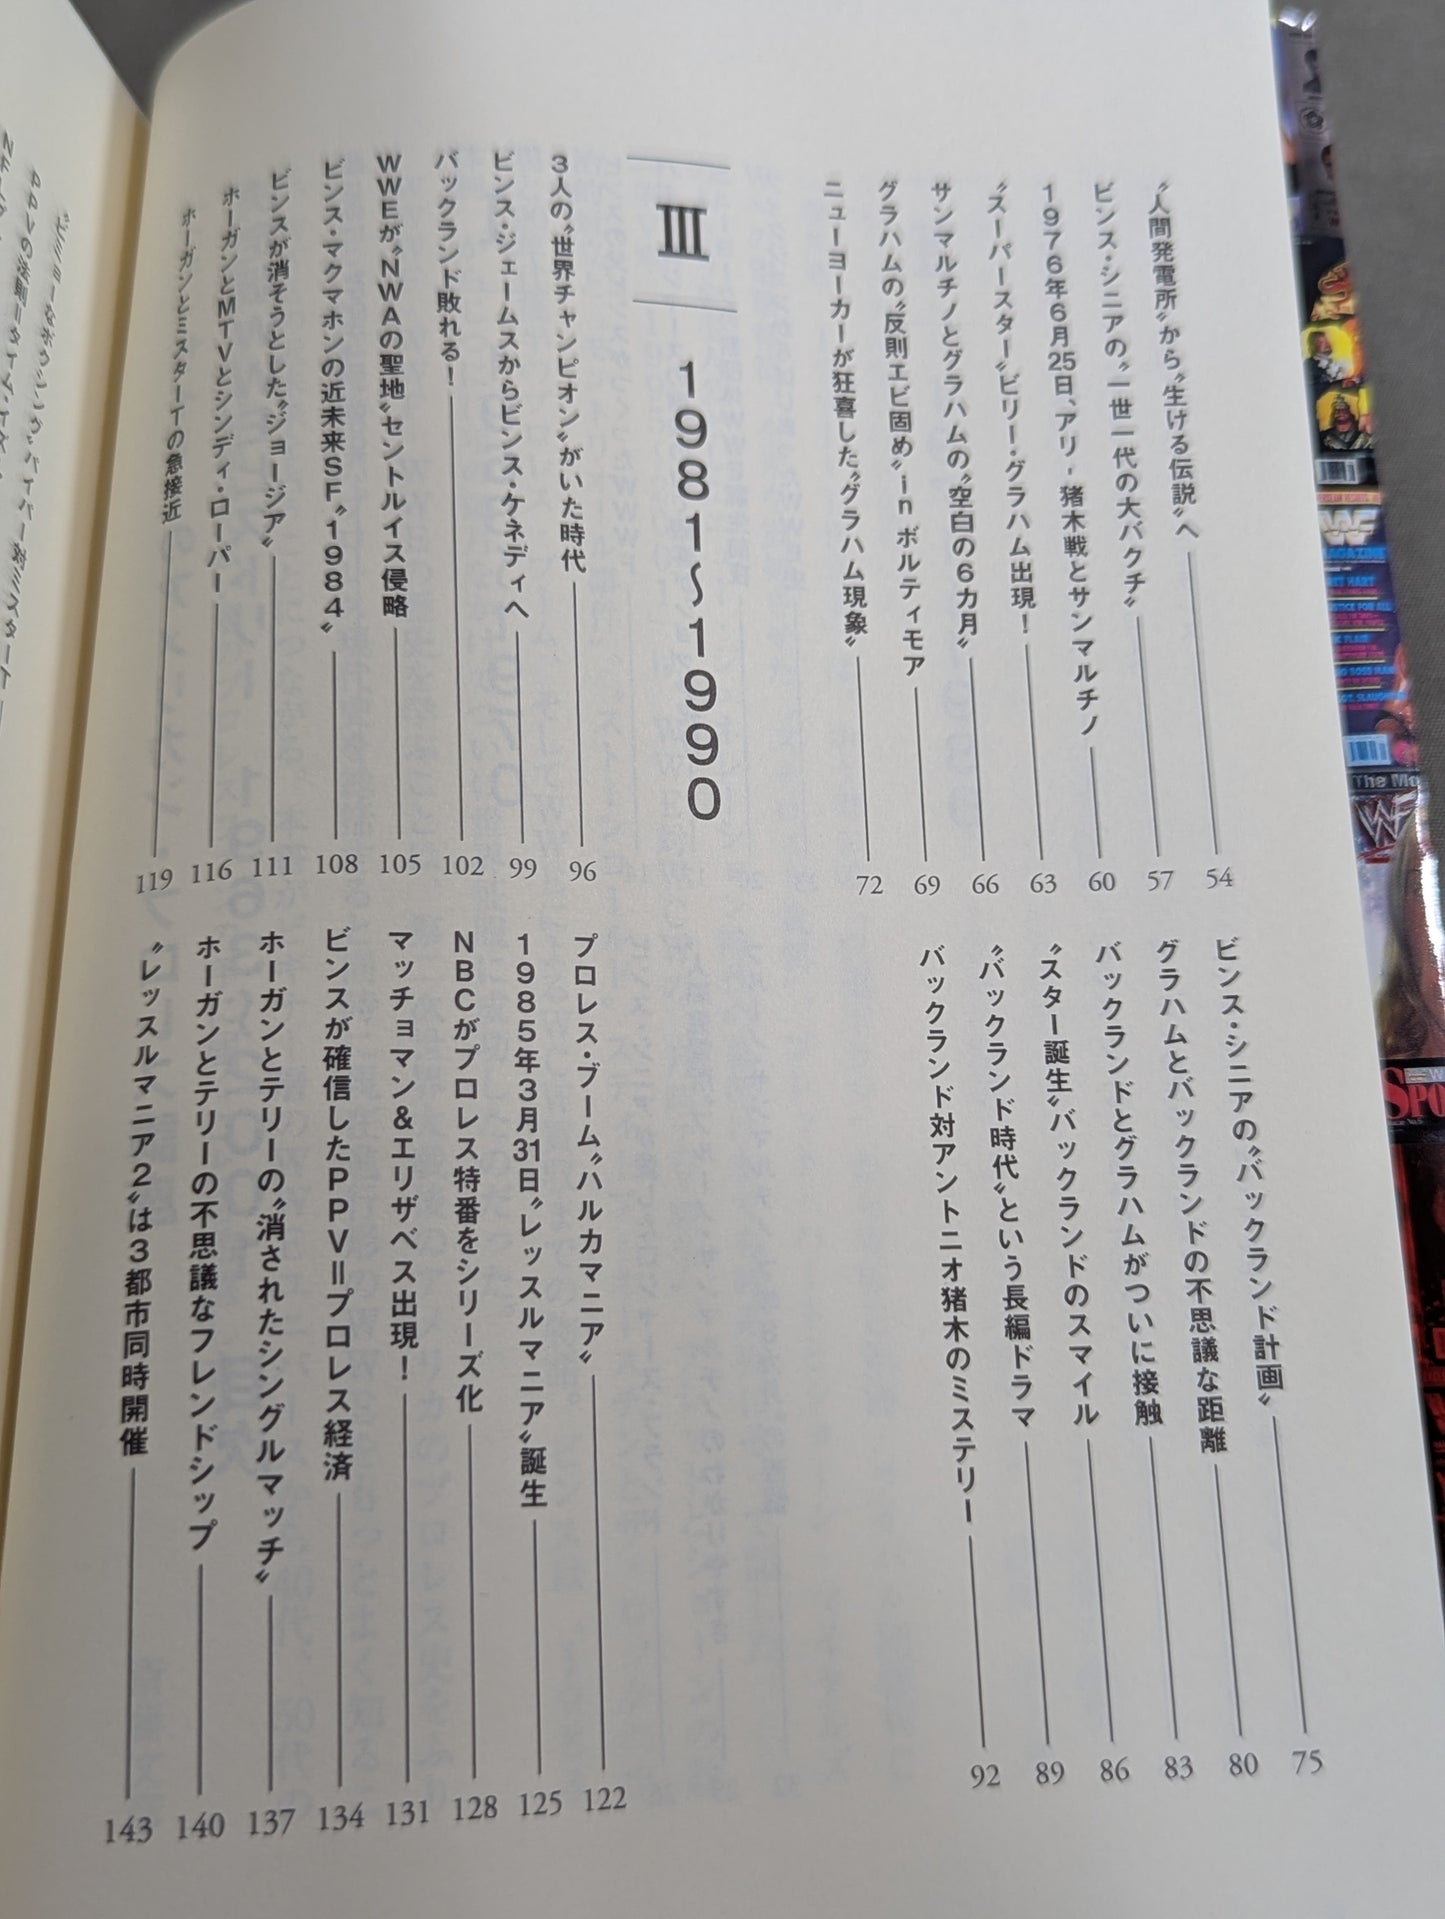 〝人間発電所〟から〝生ける伝説〟へ 54
ビンス・シニアの〝一世一代の大バクチ〟 57
1976年6月25日、アリ‐猪木戦とサンマルチノ 60
〝スーパースター〟ビリー・グラハム出現！ 63
サンマルチノとグラハムの〝空白の6カ月〟 66
グラハムの〝反則エビ固め〟in ボルティモア 69
ニューヨーカーが狂喜した〝グラハム現象〟 72
ビンス・シニアの〝バックランド計画〟 75
グラハムとバックランドの不思議な距離 80
バックランドとグラハムがついに接触 83
〝スター誕生〟バックランドのスマイル 86
〝バックランド時代〟という長編ドラマ 89
バックランド対アントニオ猪木のミステリー 92
Ⅲ 1981〜1990
3人の〝世界チャンピオン〟がいた時代 96
ビンス・ジェームスからビンス・ケネディへ 99
バックランド敗れる！ 102
WWEが〝NWAの聖地〟セントルイス侵略 105
ビンス・マクマホンの近未来SF〝1984〟 108
ビンスが消そうとした〝ジョージア〟 111
ホーガンとMTVとシンディ・ローパー 116
ホーガンとミスターTの急接近 119
プロレス・ブーム〝ハルカマニア〟 122
1985年3月31日〝レッスルマニア〟誕生 125
NBCがプロレス特番をシリーズ化 128
マッチョマン&エリザベス出現！ 131
ビンスが確信したPPV＝プロレス経済 134
ホーガンとテリーの〝消されたシングルマッチ〟 137
ホーガンとテリーの不思議なフレンドシップ 140
〝レッスルマニア2〟は3都市同時開催 143